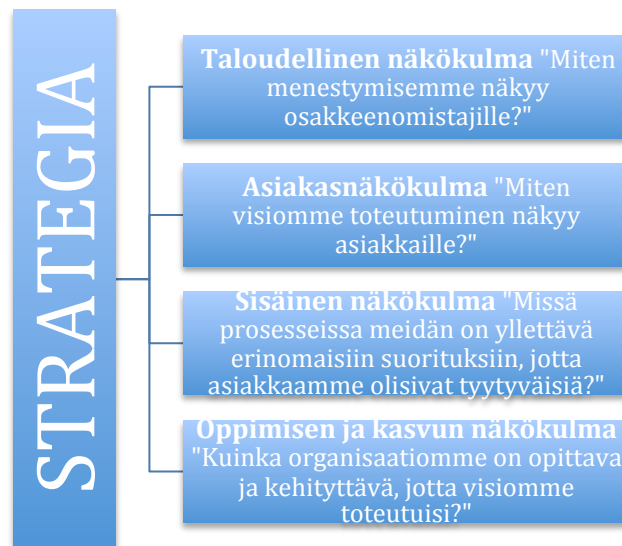 STRATEGIA
Taloudellinen näkökulma "Miten
menestymisemme näkyy
osakkeenomistajille?"
Asiakasnäkökulma "Miten
visiomme toteutuminen näkyy
asiakkaille?"
Sisäinen näkökulma "Missä
prosesseissa meidän on yllettävä
erinomaisiin suorituksiin, jotta
asiakkaamme olisivat tyytyväisiä?"
Oppimisen ja kasvun näkökulma
"Kuinka organisaatiomme on opittava
ja kehityttävä, jotta visiomme
toteutuisi?"